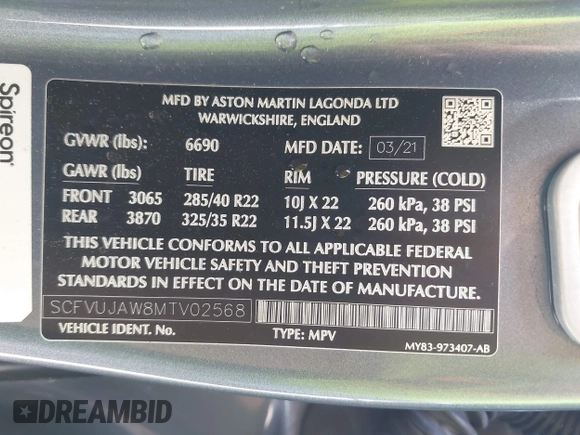 Spireon
MFD BY ASTON MARTIN LAGONDA LTD
WARWICKSHIRE, ENGLAND
GVWR (lbs): 6690 MFD DATE: 03/21
GAWR (lbs) TIRE RIM PRESSURE (COLD)
FRONT 3065 285/40 R22 10J X 22 260 kPa, 38 PSI
REAR 3870 325/35 R22 11.5J X 22 260 kPa, 38 PSI
THIS VEHICLE CONFORMS TO ALL APPLICABLE FEDERAL
MOTOR VEHICLE SAFETY AND THEFT PREVENTION
STANDARDS IN EFFECT ON THE DATE OF MANUFACTURE.
SCFVUJAW8MTV02568
VEHICLE IDENT. No. TYPE: MPV
MY83-973407-AB
DREAMBID